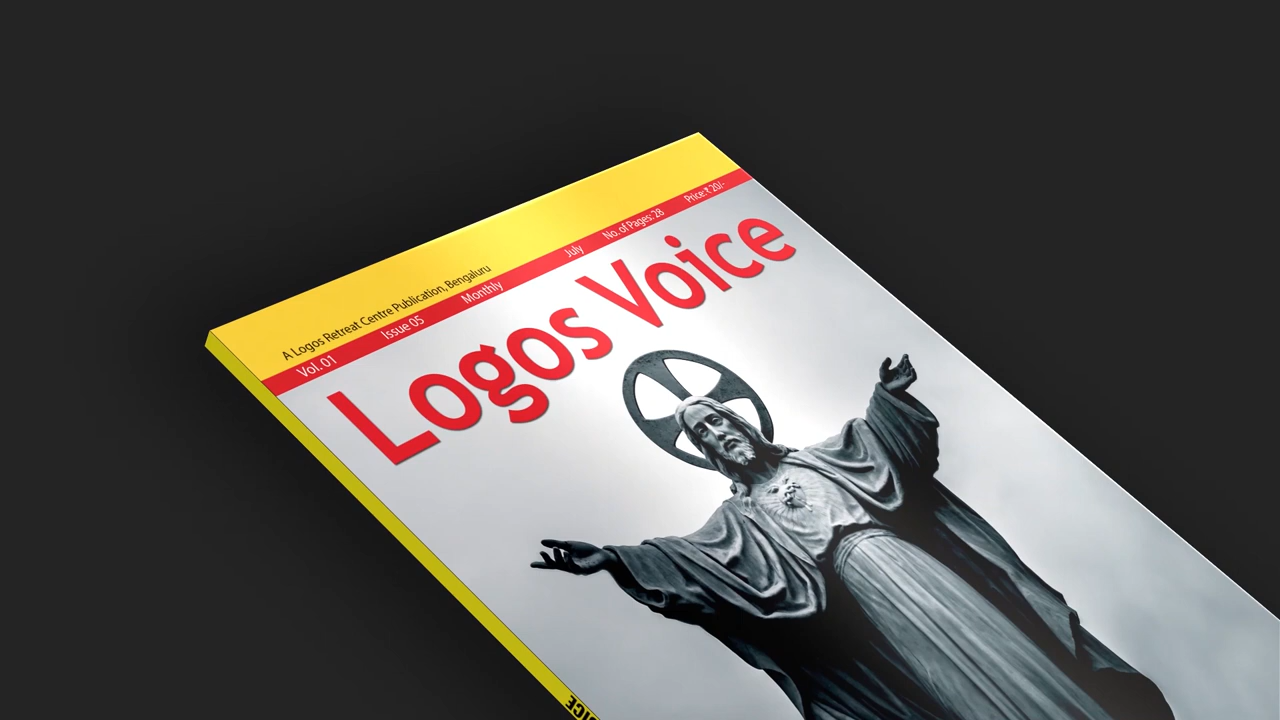 A Logos Retreat Centre Publication, Bengaluru
Vol. 01 Issue 05 Monthly July No. of Pages: 28 Price: ₹ 20/-
Logos Voice